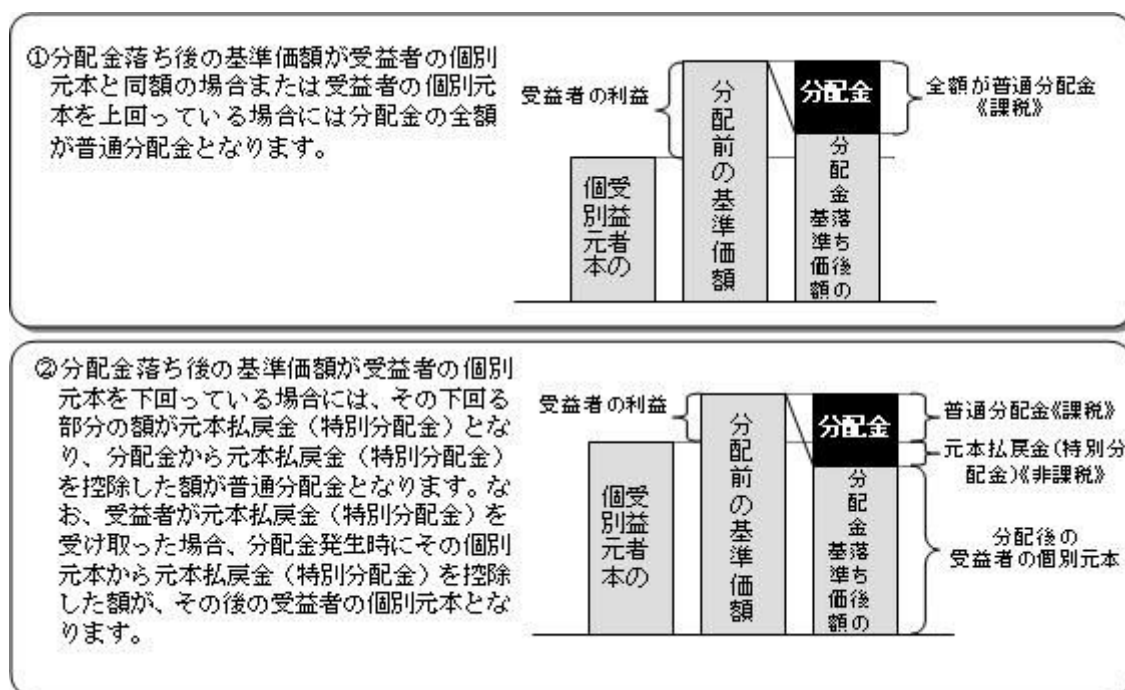 ①分配金落ち後の基準価額が受益者の個別
元本と同額の場合または受益者の個別元
本を上回っている場合には分配金の全額
が普通分配金となります。
受益者の利益
受益者の
個別元本
分配前の基準価額
分配金
分配金落ち後の
基準価額
全額が普通分配金
《課税》
②分配金落ち後の基準価額が受益者の個別
元本を下回っている場合には、その下回る
部分の額が元本払戻金（特別分配金）とな
り、分配金から元本払戻金（特別分配金）
を控除した額が普通分配金となります。な
お、受益者が元本払戻金（特別分配金）を
受け取った場合、分配金発生時にその個別
元本から元本払戻金（特別分配金）を控除
した額が、その後の受益者の個別元本とな
ります。
受益者の利益
受益者の
個別元本
分配前の基準価額
分配金
分配金落ち後の
基準価額
普通分配金《課税》
元本払戻金(特別分
配金)《非課税》
分配後の
受益者の個別元本